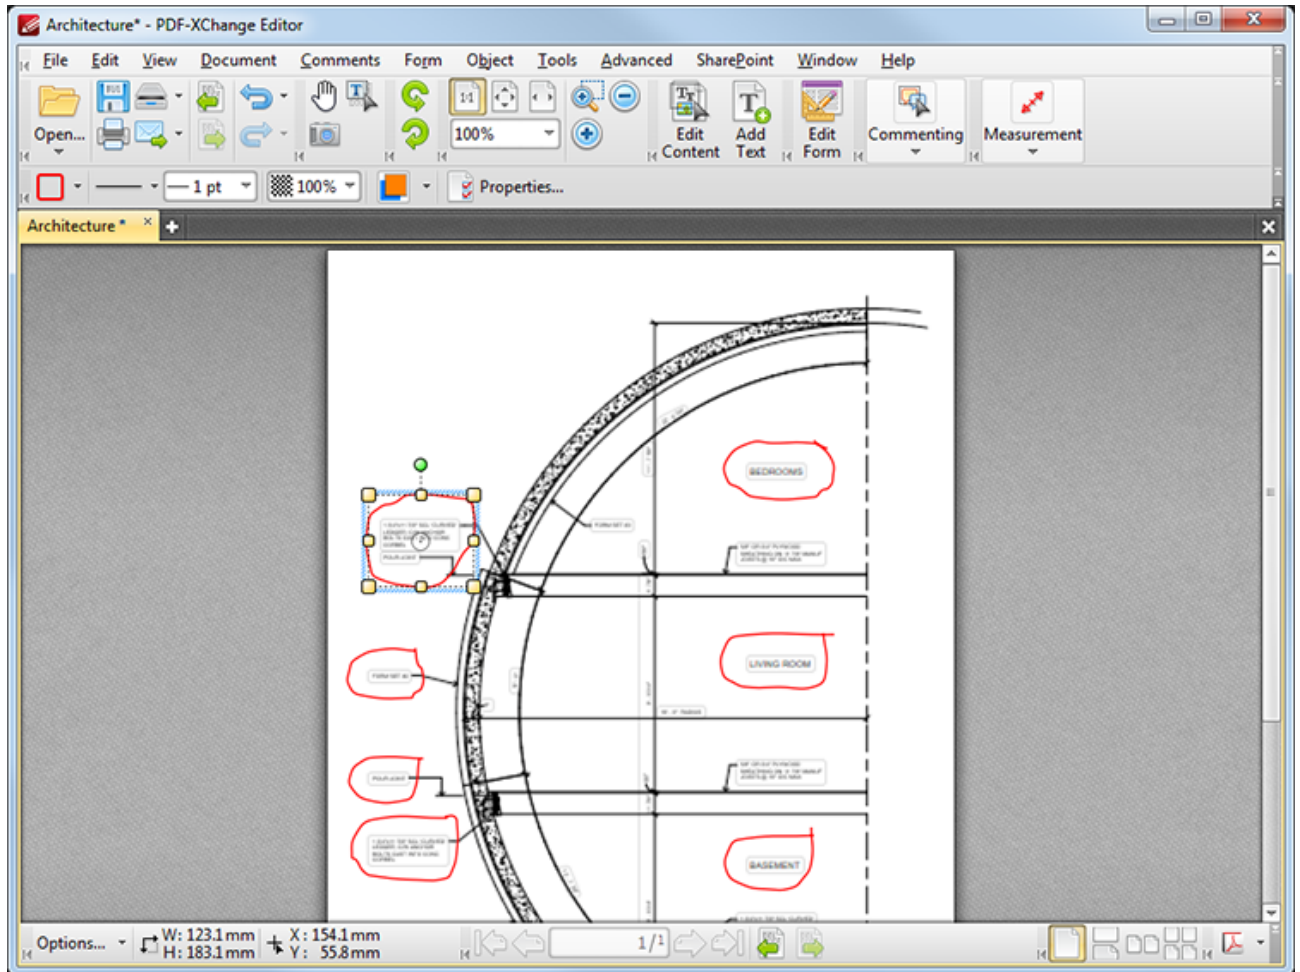 Architecture* - PDF-XChange Editor
File Edit View Document Comments Form Object Tools Advanced SharePoint Window Help
Open...
100%
Edit Content
Add Text
Edit Form
Commenting
Measurement
1 pt
100%
Properties...
Architecture *
BEDROOMS
LIVING ROOM
BASEMENT
Options...
W: 123.1 mm
H: 183.1 mm
X: 154.1 mm
Y: 55.8 mm
1/1